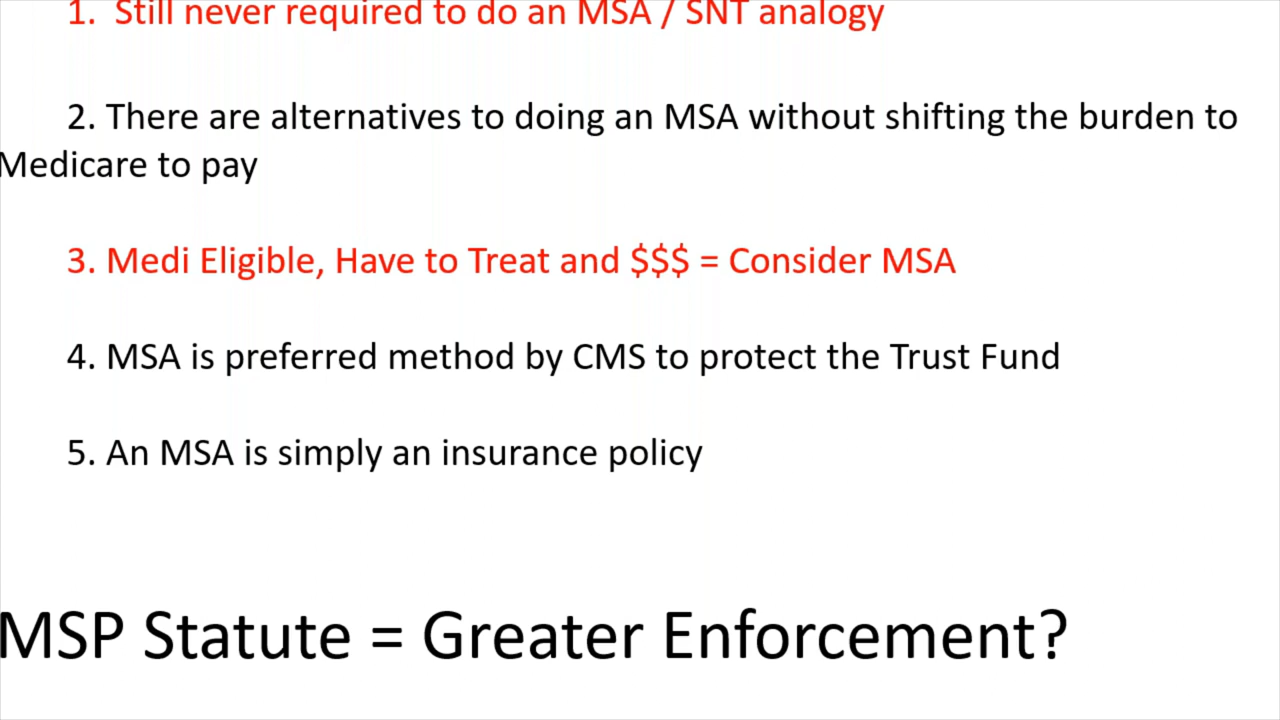 1. Still never required to do an MSA / SNT analogy
2. There are alternatives to doing an MSA without shifting the burden to
Medicare to pay
3. Medi Eligible, Have to Treat and $$$ = Consider MSA
4. MSA is preferred method by CMS to protect the Trust Fund
5. An MSA is simply an insurance policy
MSP Statute = Greater Enforcement?